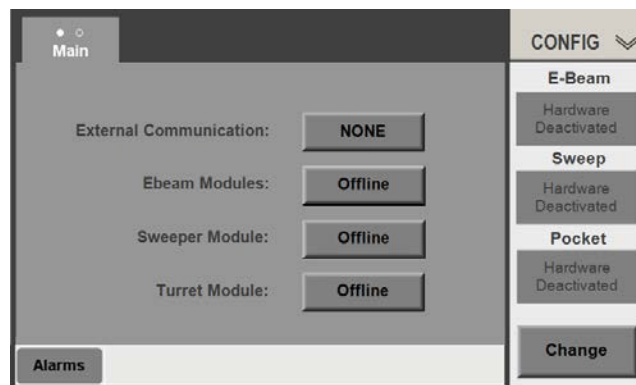 Main
External Communication: NONE
Ebeam Modules: Offline
Sweeper Module: Offline
Turret Module: Offline
Alarms
CONFIG
E-Beam
Hardware
Deactivated
Sweep
Hardware
Deactivated
Pocket
Hardware
Deactivated
Change